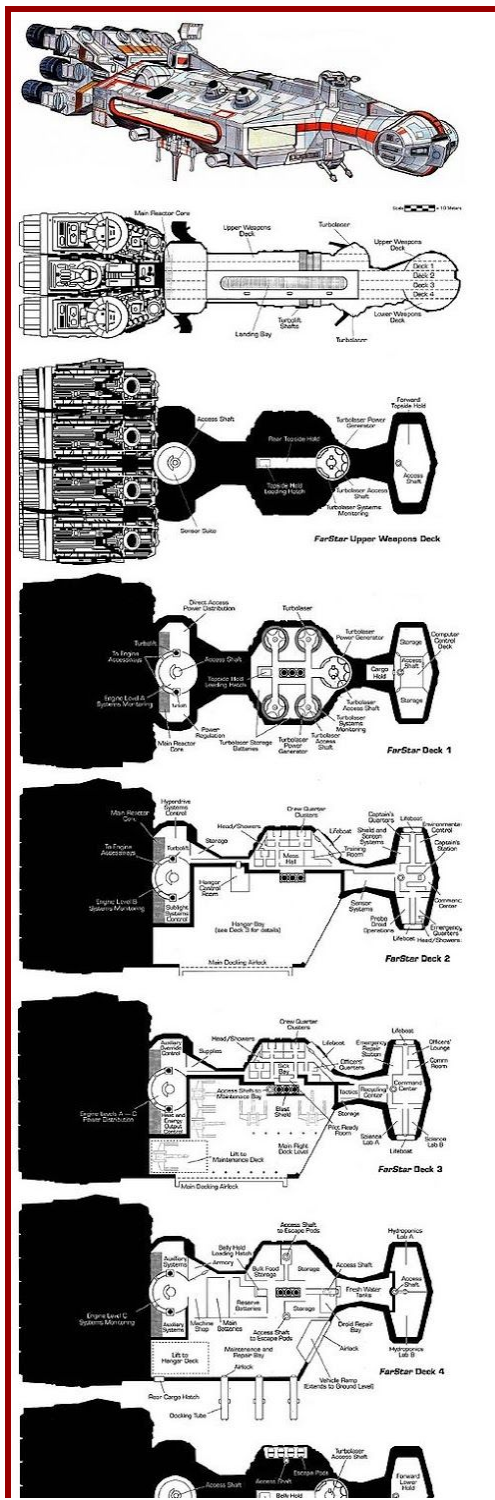 Scale = 10 Meters
Main Reactor Core
Upper Weapons
Deck
Turbolaser
Upper Weapons
Deck
Deck 1
Deck 2
Deck 3
Deck 4
Landing Bay
Turbolift
Shafts
Turbolaser
Lower Weapons
Deck
Access Shaft
Sensor Suite
Rear Topside Hold
Topside Hold
Loading Hatch
Turbolaser Power
Generator
Forward
Topside Hold
Access
Shaft
Turbolaser Access
Shaft
Turbolaser Systems
Monitoring
FarStar Upper Weapons Deck
Direct Access
Power Distribution
Turbolift
To Engine
Accessways
Engine Level A
Systems Monitoring
Access Shaft
Topside Hold
Loading Hatch
Turbolift
Main Reactor
Core
Power
Regulation
Turbolaser
Turbolaser
Power Generator
Storage
Computer
Control
Deck
Access
Shaft
Cargo
Hold
Storage
Turbolaser Storage
Batteries
Turbolaser
Power
Generator
Turbolaser
Access
Shaft
Turbolaser
Systems
Monitoring
Turbolaser
Access Shaft
FarStar Deck 1
Main Reactor
Core
Hyperdrive
Systems
Control
Turbolift
Storage
To Engine
Accessways
Engine Level B
Systems Monitoring
Sublight
Systems
Control
Head/Showers
Crew Quarter
Clusters
Mess
Hall
Lifeboat
Training
Room
Hangar
Control
Room
Hangar Bay
(see Deck 3 for details)
Main Docking Airlock
Captain's
Quarters
Lifeboat
Environmental
Control
Shield and
Screen
Systems
Captain's
Station
Sensor
Systems
Command
Center
Probe
Droid
Operations
Lifeboat
Emergency
Quarters
Head/Showers
FarStar Deck 2
Auxiliary
Override
Control
Supplies
Engine Levels A — D
Power Distribution
Heat and
Energy
Output
Control
Head/Showers
Crew Quarter
Clusters
Sick
Bay
Lifeboat
Officers'
Quarters
Access Shaft to
Maintenance Bay
Blast
Shield
Tactics
Storage
Pilot Ready
Room
Main Flight
Deck Level
Lift to
Maintenance Deck
Main Docking Airlock
Emergency
Repair
Station
Lifeboat
Officers'
Lounge
Comm
Room
Recycling
Center
Command
Center
Science
Lab A
Lifeboat
Science
Lab B
FarStar Deck 3
Auxiliary
Systems
Belly Hold
Loading Hatch
Armory
Access Shaft
to Escape Pods
Bulk Food
Storage
Storage
Access Shaft
Hydroponics
Lab A
Access
Shaft
Fresh Water
Tanks
Engine Level C
Systems Monitoring
Auxiliary
Systems
Machine
Shop
Main
Batteries
Reserve
Batteries
Storage
Access Shaft
to Escape Pods
Droid Repair
Bay
Hydroponics
Lab B
Lift to
Hangar Deck
Maintenance and
Repair Bay
Airlock
Airlock
Vehicle Ramp
(Extends to Ground Level)
Rear Cargo Hatch
Docking Tube
FarStar Deck 4
Access Shaft
Access Shaft
Escape Pods
Belly Hold
Turbolaser
Access Shaft
Forward
Lower
Hold